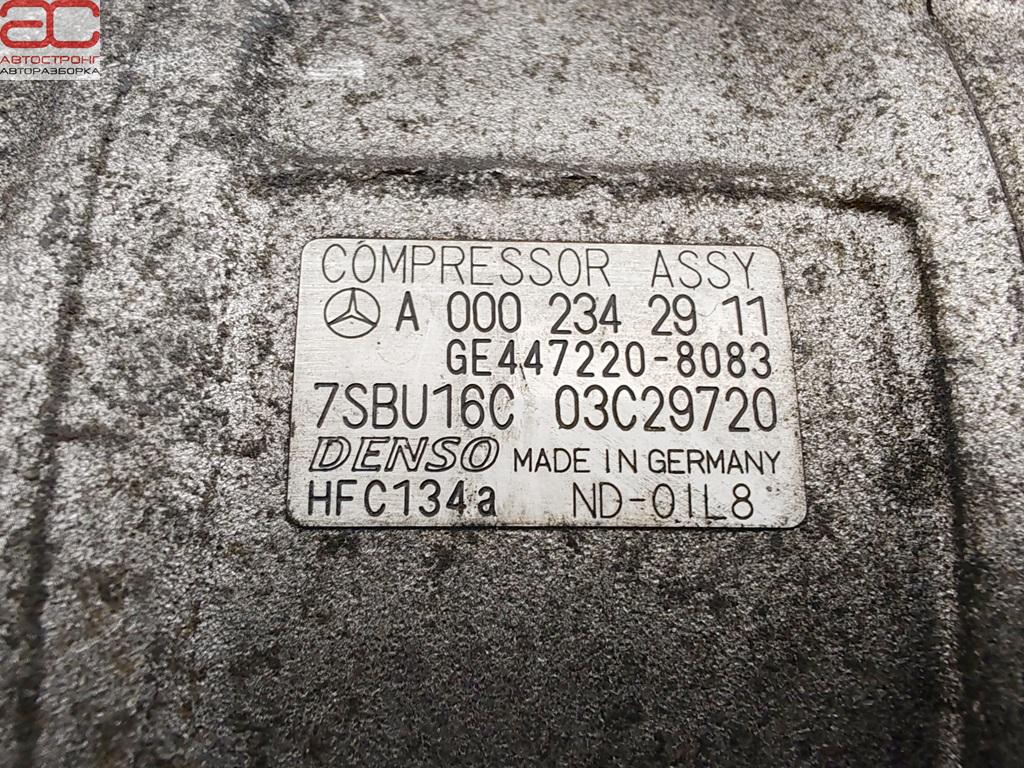 ac
АВТОСТРОНГ
АВТОРАЗБОРКА
COMPRESSOR ASSY
A 000 234 29 11
GE447220-8083
7SBU16C 03C29720
DENSO MADE IN GERMANY
HFC134a ND-OIL8